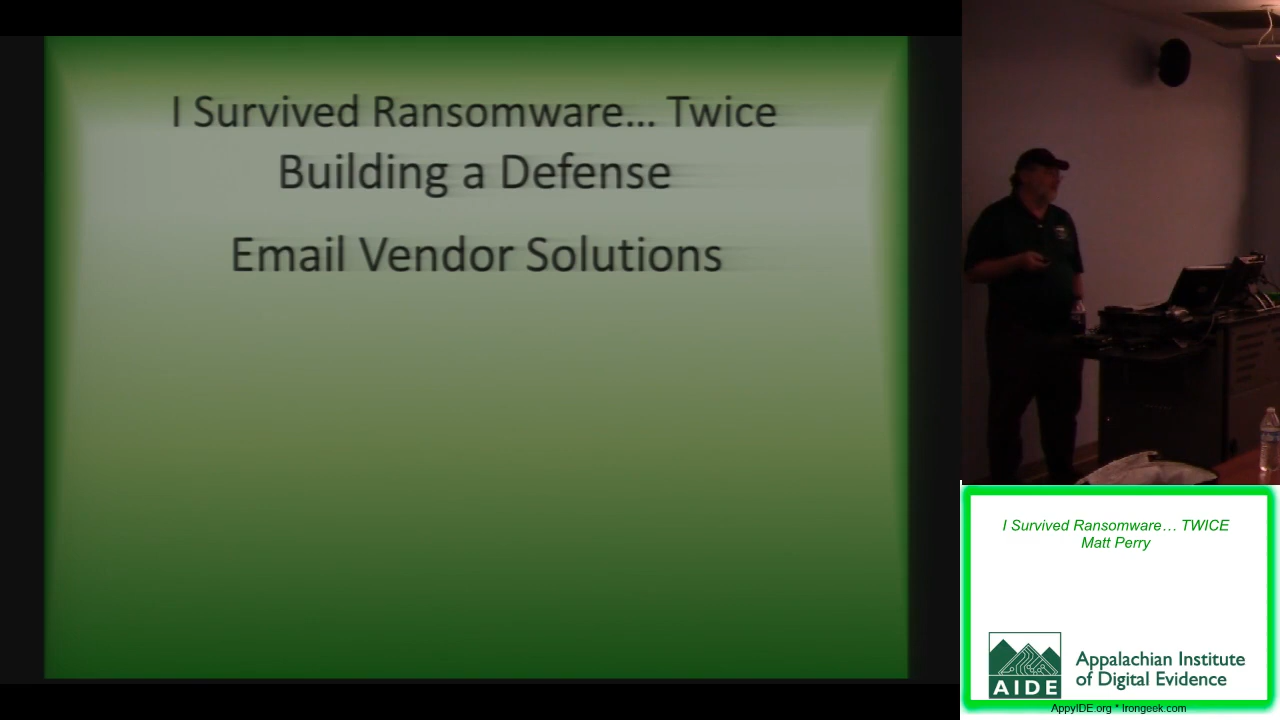 I Survived Ransomware... Twice
Building a Defense
Email Vendor Solutions
I Survived Ransomware… TWICE
Matt Perry
AIDE
Appalachian Institute
of Digital Evidence
AppyIDE.org * Irongeek.com